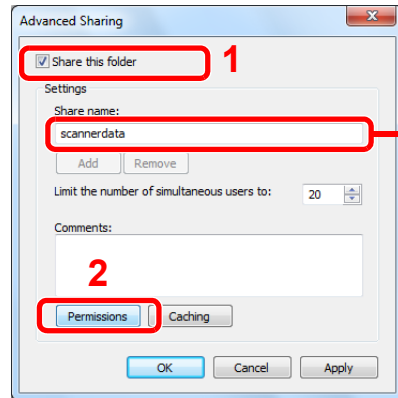 Advanced Sharing
Share this folder 1
Settings
Share name:
scannerdata
Add Remove
Limit the number of simultaneous users to: 20
Comments:
2
Permissions Caching
OK Cancel Apply